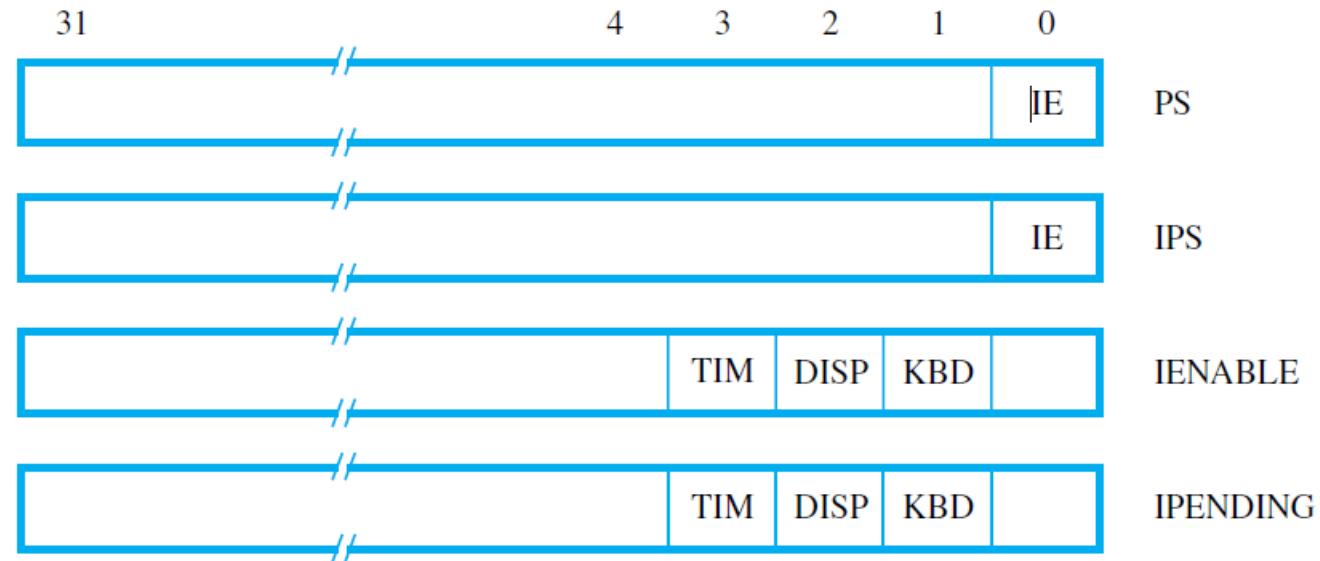 31 4 3 2 1 0
IE PS
IE IPS
TIM DISP KBD IENABLE
TIM DISP KBD IPENDING